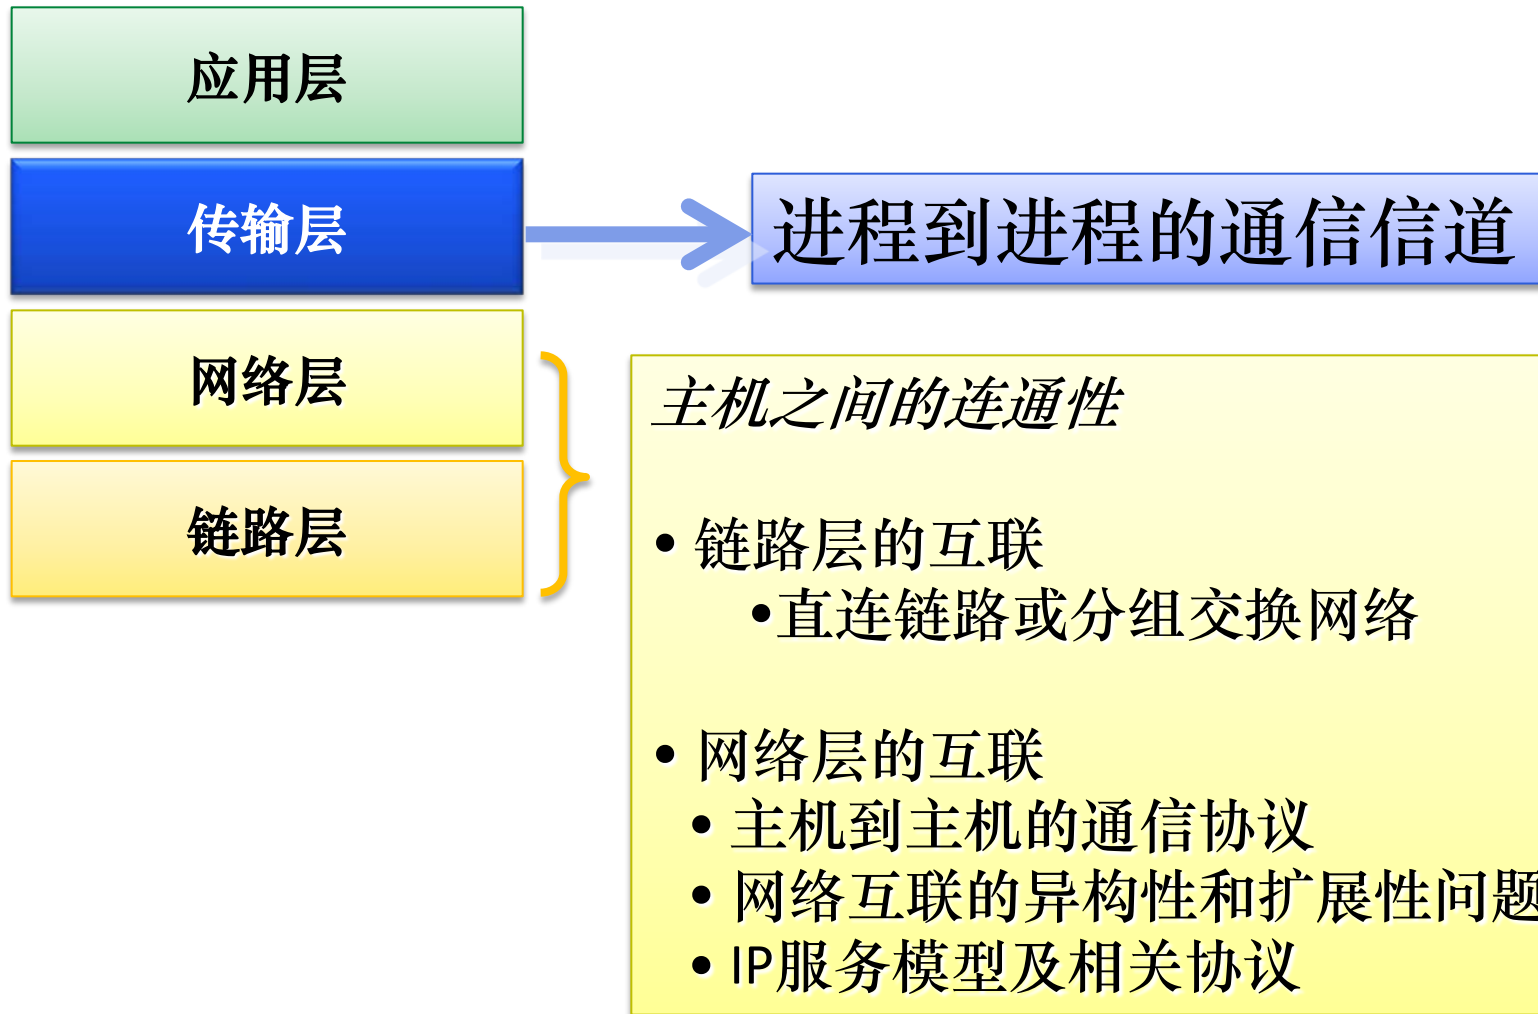 应用层
传输层
进程到进程的通信信道
网络层
链路层
主机之间的连通性
• 链路层的互联
•直连链路或分组交换网络
• 网络层的互联
• 主机到主机的通信协议
• 网络互联的异构性和扩展性问题
• IP服务模型及相关协议